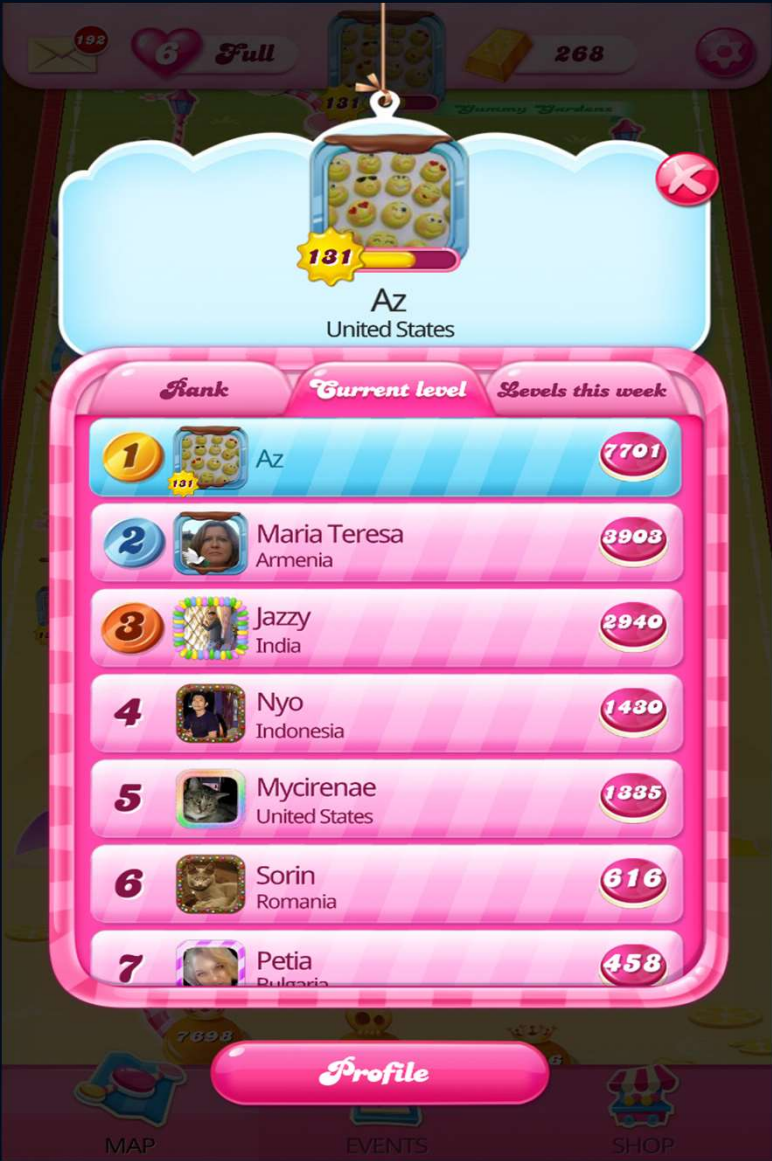 192
6
Full
268
131
Gummy Gardens
131
Az
United States
Rank
Current level
Levels this week
1
131
Az
7701
2
Maria Teresa
Armenia
3903
3
Jazzy
India
2940
4
Nyo
Indonesia
1430
5
Mycirenae
United States
1335
6
Sorin
Romania
616
7
Petia
Bulgaria
458
7698
Profile
MAP
EVENTS
SHOP